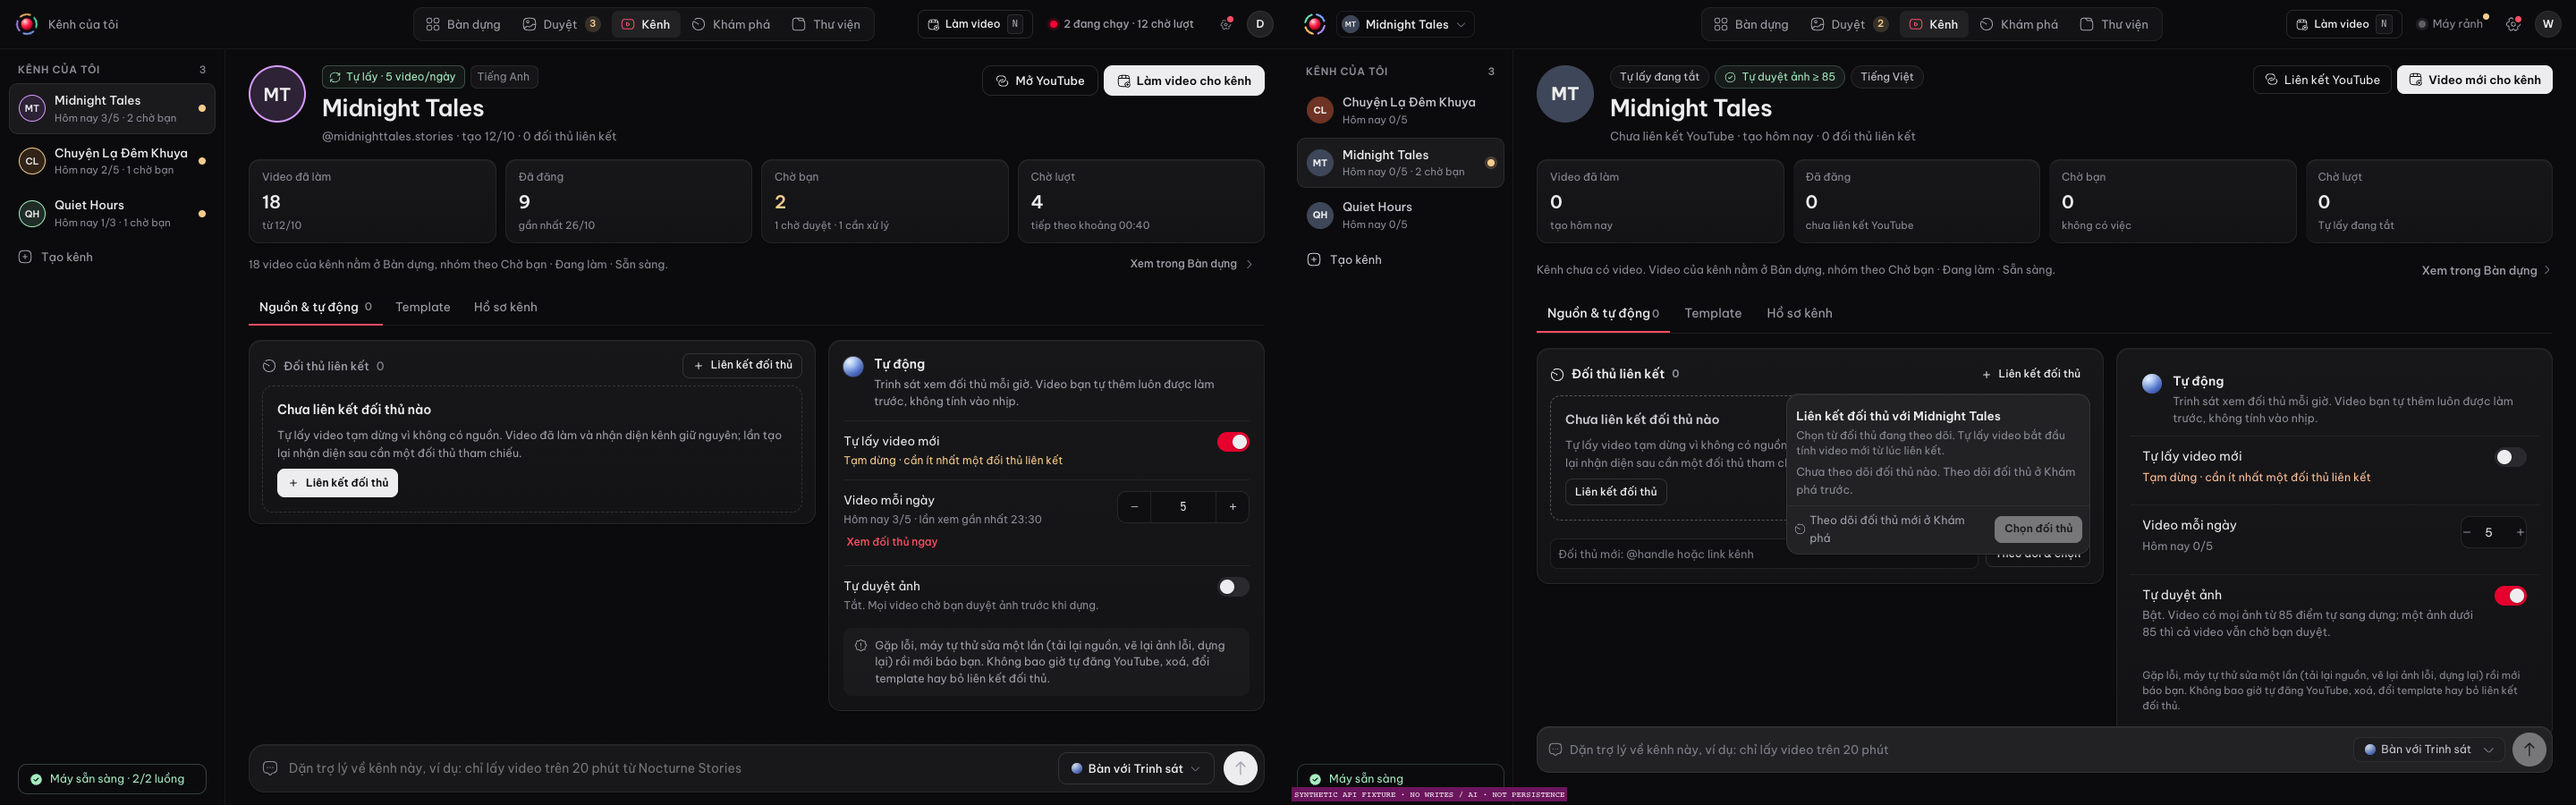 Kênh của tôi
Bàn dựng
Duyệt 3
Kênh
Khám phá
Thư viện
Làm video N
2 đang chạy · 12 chờ lượt
D
KÊNH CỦA TÔI 3
MT
Midnight Tales
Hôm nay 3/5 · 2 chờ bạn
CL
Chuyện Lạ Đêm Khuya
Hôm nay 2/5 · 1 chờ bạn
QH
Quiet Hours
Hôm nay 1/3 · 1 chờ bạn
Tạo kênh
Máy sẵn sàng · 2/2 luồng
MT
Tự lấy · 5 video/ngày
Tiếng Anh
Midnight Tales
@midnighttales.stories · tạo 12/10 · 0 đối thủ liên kết
Mở YouTube
Làm video cho kênh
Video đã làm
18
từ 12/10
Đã đăng
9
gần nhất 26/10
Chờ bạn
2
1 chờ duyệt · 1 cần xử lý
Chờ lượt
4
tiếp theo khoảng 00:40
18 video của kênh nằm ở Bàn dựng, nhóm theo Chờ bạn · Đang làm · Sẵn sàng.
Xem trong Bàn dựng
Nguồn & tự động 0
Template
Hồ sơ kênh
Đối thủ liên kết 0
+ Liên kết đối thủ
Chưa liên kết đối thủ nào
Tự lấy video tạm dừng vì không có nguồn. Video đã làm và nhận diện kênh giữ nguyên; lần tạo
lại nhận diện sau cần một đối thủ tham chiếu.
+ Liên kết đối thủ
Tự động
Trinh sát xem đối thủ mỗi giờ. Video bạn tự thêm luôn được làm
trước, không tính vào nhịp.
Tự lấy video mới
Tạm dừng · cần ít nhất một đối thủ liên kết
Video mỗi ngày
Hôm nay 3/5 · lần xem gần nhất 23:30
− 5 +
Xem đối thủ ngay
Tự duyệt ảnh
Tắt. Mọi video chờ bạn duyệt ảnh trước khi dựng.
Gặp lỗi, máy tự thử sửa một lần (tải lại nguồn, vẽ lại ảnh lỗi, dựng
lại) rồi mới báo bạn. Không bao giờ tự đăng YouTube, xoá, đổi
template hay bỏ liên kết đối thủ.
Dặn trợ lý về kênh này, ví dụ: chỉ lấy video trên 20 phút từ Nocturne Stories
Bàn với Trinh sát
MT Midnight Tales
Bàn dựng
Duyệt 2
Kênh
Khám phá
Thư viện
Làm video N
Máy rảnh
W
KÊNH CỦA TÔI 3
CL
Chuyện Lạ Đêm Khuya
Hôm nay 0/5
MT
Midnight Tales
Hôm nay 0/5 · 2 chờ bạn
QH
Quiet Hours
Hôm nay 0/5
Tạo kênh
Máy sẵn sàng
SYNTHETIC API FIXTURE · NO WRITES / AI · NOT PERSISTENCE
MT
Tự lấy đang tắt
Tự duyệt ảnh ≥ 85
Tiếng Việt
Midnight Tales
Chưa liên kết YouTube · tạo hôm nay · 0 đối thủ liên kết
Liên kết YouTube
Video mới cho kênh
Video đã làm
0
tạo hôm nay
Đã đăng
0
chưa liên kết YouTube
Chờ bạn
0
không có việc
Chờ lượt
0
Tự lấy đang tắt
Kênh chưa có video. Video của kênh nằm ở Bàn dựng, nhóm theo Chờ bạn · Đang làm · Sẵn sàng.
Xem trong Bàn dựng
Nguồn & tự động 0
Template
Hồ sơ kênh
Đối thủ liên kết 0
+ Liên kết đối thủ
Chưa liên kết đối thủ nào
Tự lấy video tạm dừng vì không có nguồn
lại nhận diện sau cần một đối thủ tham
Liên kết đối thủ
Đối thủ mới: @handle hoặc link kênh
Liên kết đối thủ với Midnight Tales
Chọn từ đối thủ đang theo dõi. Tự lấy video bắt đầu
tính video mới từ lúc liên kết.
Chưa theo dõi đối thủ nào. Theo dõi đối thủ ở Khám
phá trước.
Theo dõi đối thủ mới ở Khám
phá
Chọn đối thủ
Tự động
Trinh sát xem đối thủ mỗi giờ. Video bạn tự thêm luôn được làm
trước, không tính vào nhịp.
Tự lấy video mới
Tạm dừng · cần ít nhất một đối thủ liên kết
Video mỗi ngày
Hôm nay 0/5
− 5 +
Tự duyệt ảnh
Bật. Video có mọi ảnh từ 85 điểm tự sang dựng; một ảnh dưới
85 thì cả video vẫn chờ bạn duyệt.
Gặp lỗi, máy tự thử sửa một lần (tải lại nguồn, vẽ lại ảnh lỗi, dựng lại) rồi mới
báo bạn. Không bao giờ tự đăng YouTube, xoá, đổi template hay bỏ liên kết
đối thủ.
Dặn trợ lý về kênh này, ví dụ: chỉ lấy video trên 20 phút
Bàn với Trinh sát